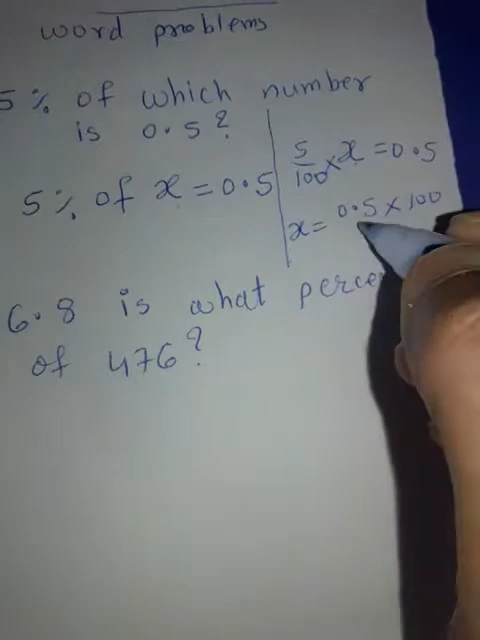 word problems
5% of which number
is 0.5?
5% of x = 0.5
5/100 × x = 0.5
x = 0.5 × 100
6.8 is what
of 476?